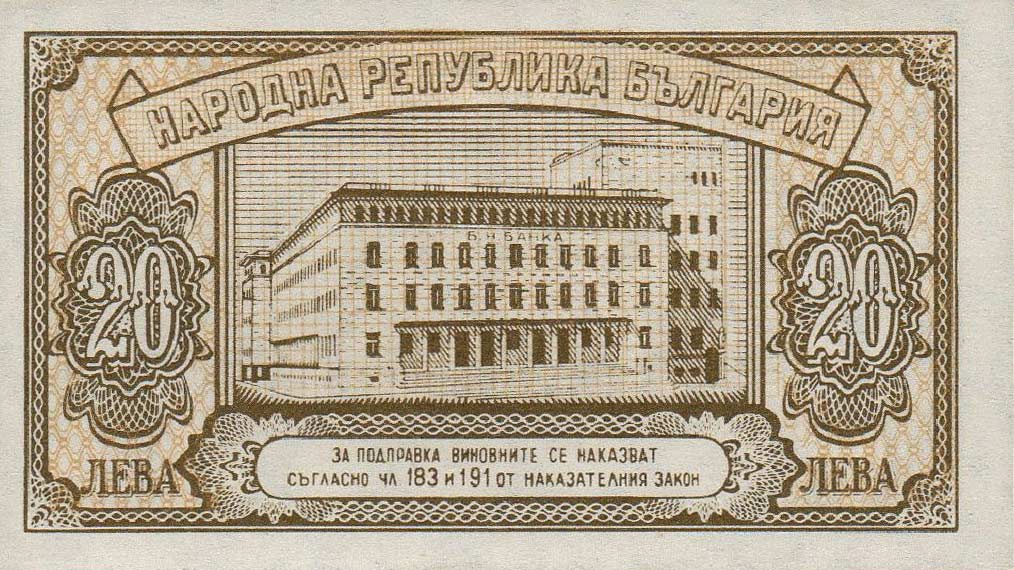 НАРОДНА РЕПУБЛИКА БЪЛГАРИЯ
Б.Н.БАНКА
20
20
ЛЕВА
ЛЕВА
ЗА ПОДПРАВКА ВИНОВНИТЕ СЕ НАКАЗВАТ
СЪГЛАСНО ЧЛ 183 И 191 ОТ НАКАЗАТЕЛНИЯ ЗАКОН